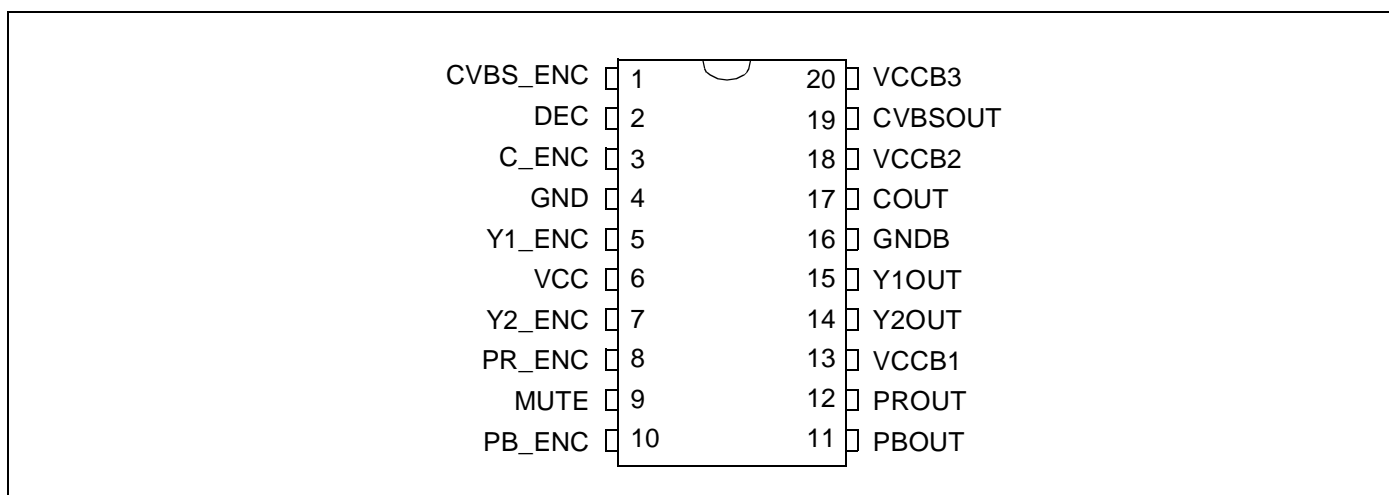 CVBS_ENC 1 20 VCCB3
DEC 2 19 CVBSOUT
C_ENC 3 18 VCCB2
GND 4 17 COUT
Y1_ENC 5 16 GNDB
VCC 6 15 Y1OUT
Y2_ENC 7 14 Y2OUT
PR_ENC 8 13 VCCB1
MUTE 9 12 PROUT
PB_ENC 10 11 PBOUT